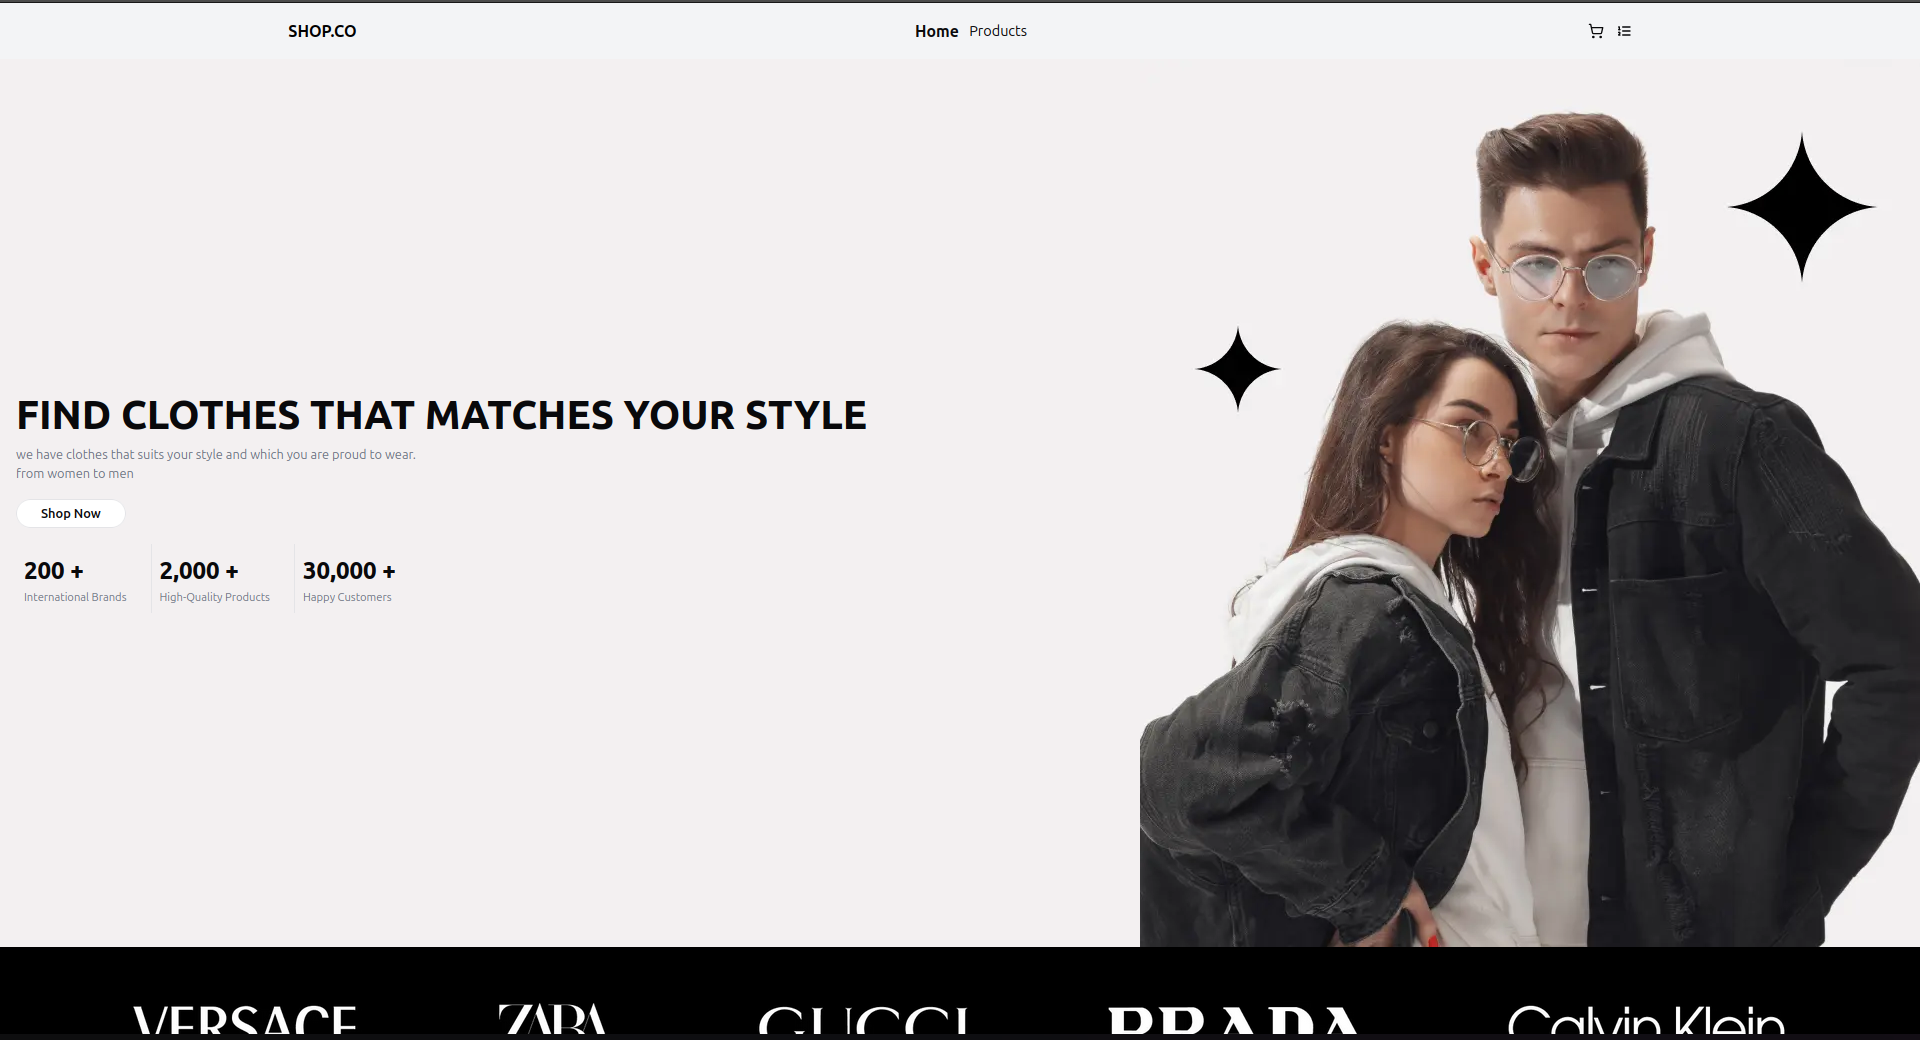 SHOP.CO Home Products
FIND CLOTHES THAT MATCHES YOUR STYLE
we have clothes that suits your style and which you are proud to wear.
from women to men
Shop Now
200 + 2,000 + 30,000 +
International Brands High-Quality Products Happy Customers
VERSACE ZARA GUCCI PRADA Calvin Klein